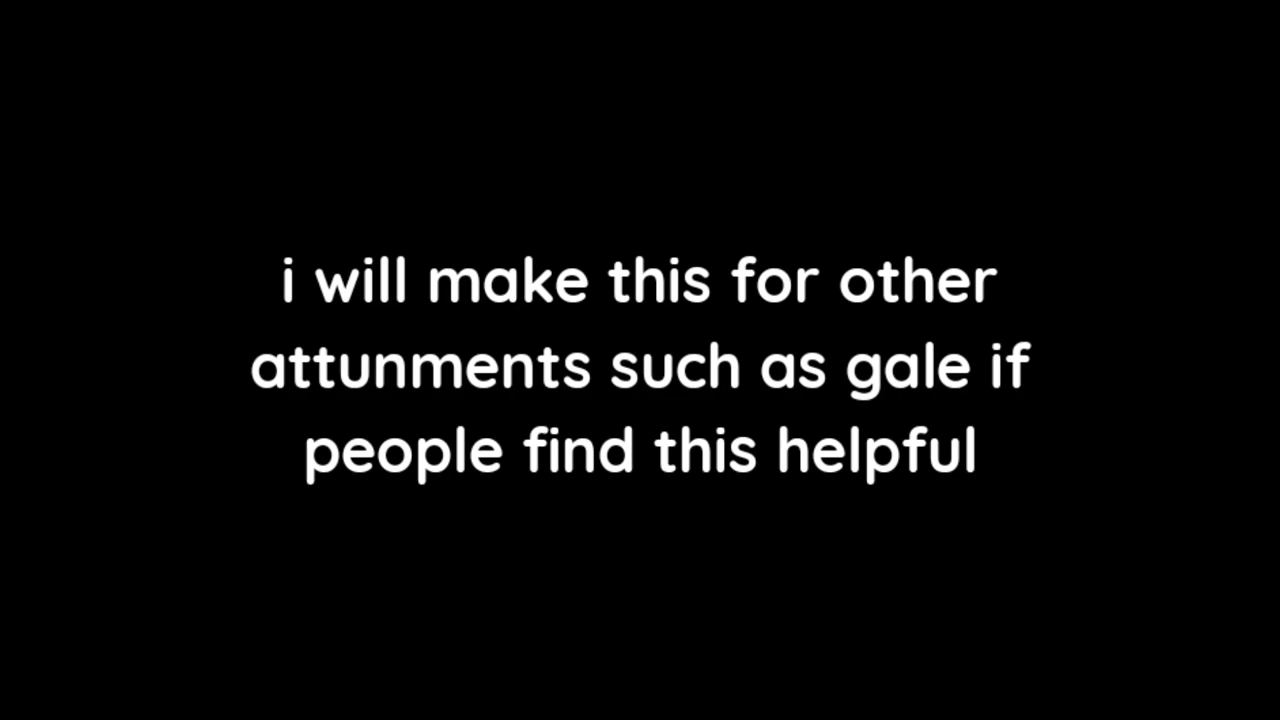 i will make this for other
attunments such as gale if
people find this helpful